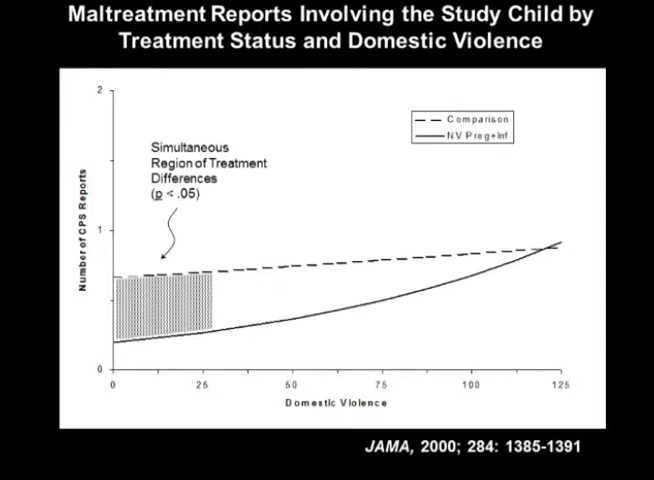 Maltreatment Reports Involving the Study Child by
Treatment Status and Domestic Violence
2
Comparison
NV Preg+Inf
Simultaneous
Region of Treatment
Differences
(p < .05)
Number of CPS Reports
1
0
0 25 50 75 100 125
Domestic Violence
JAMA, 2000; 284: 1385-1391